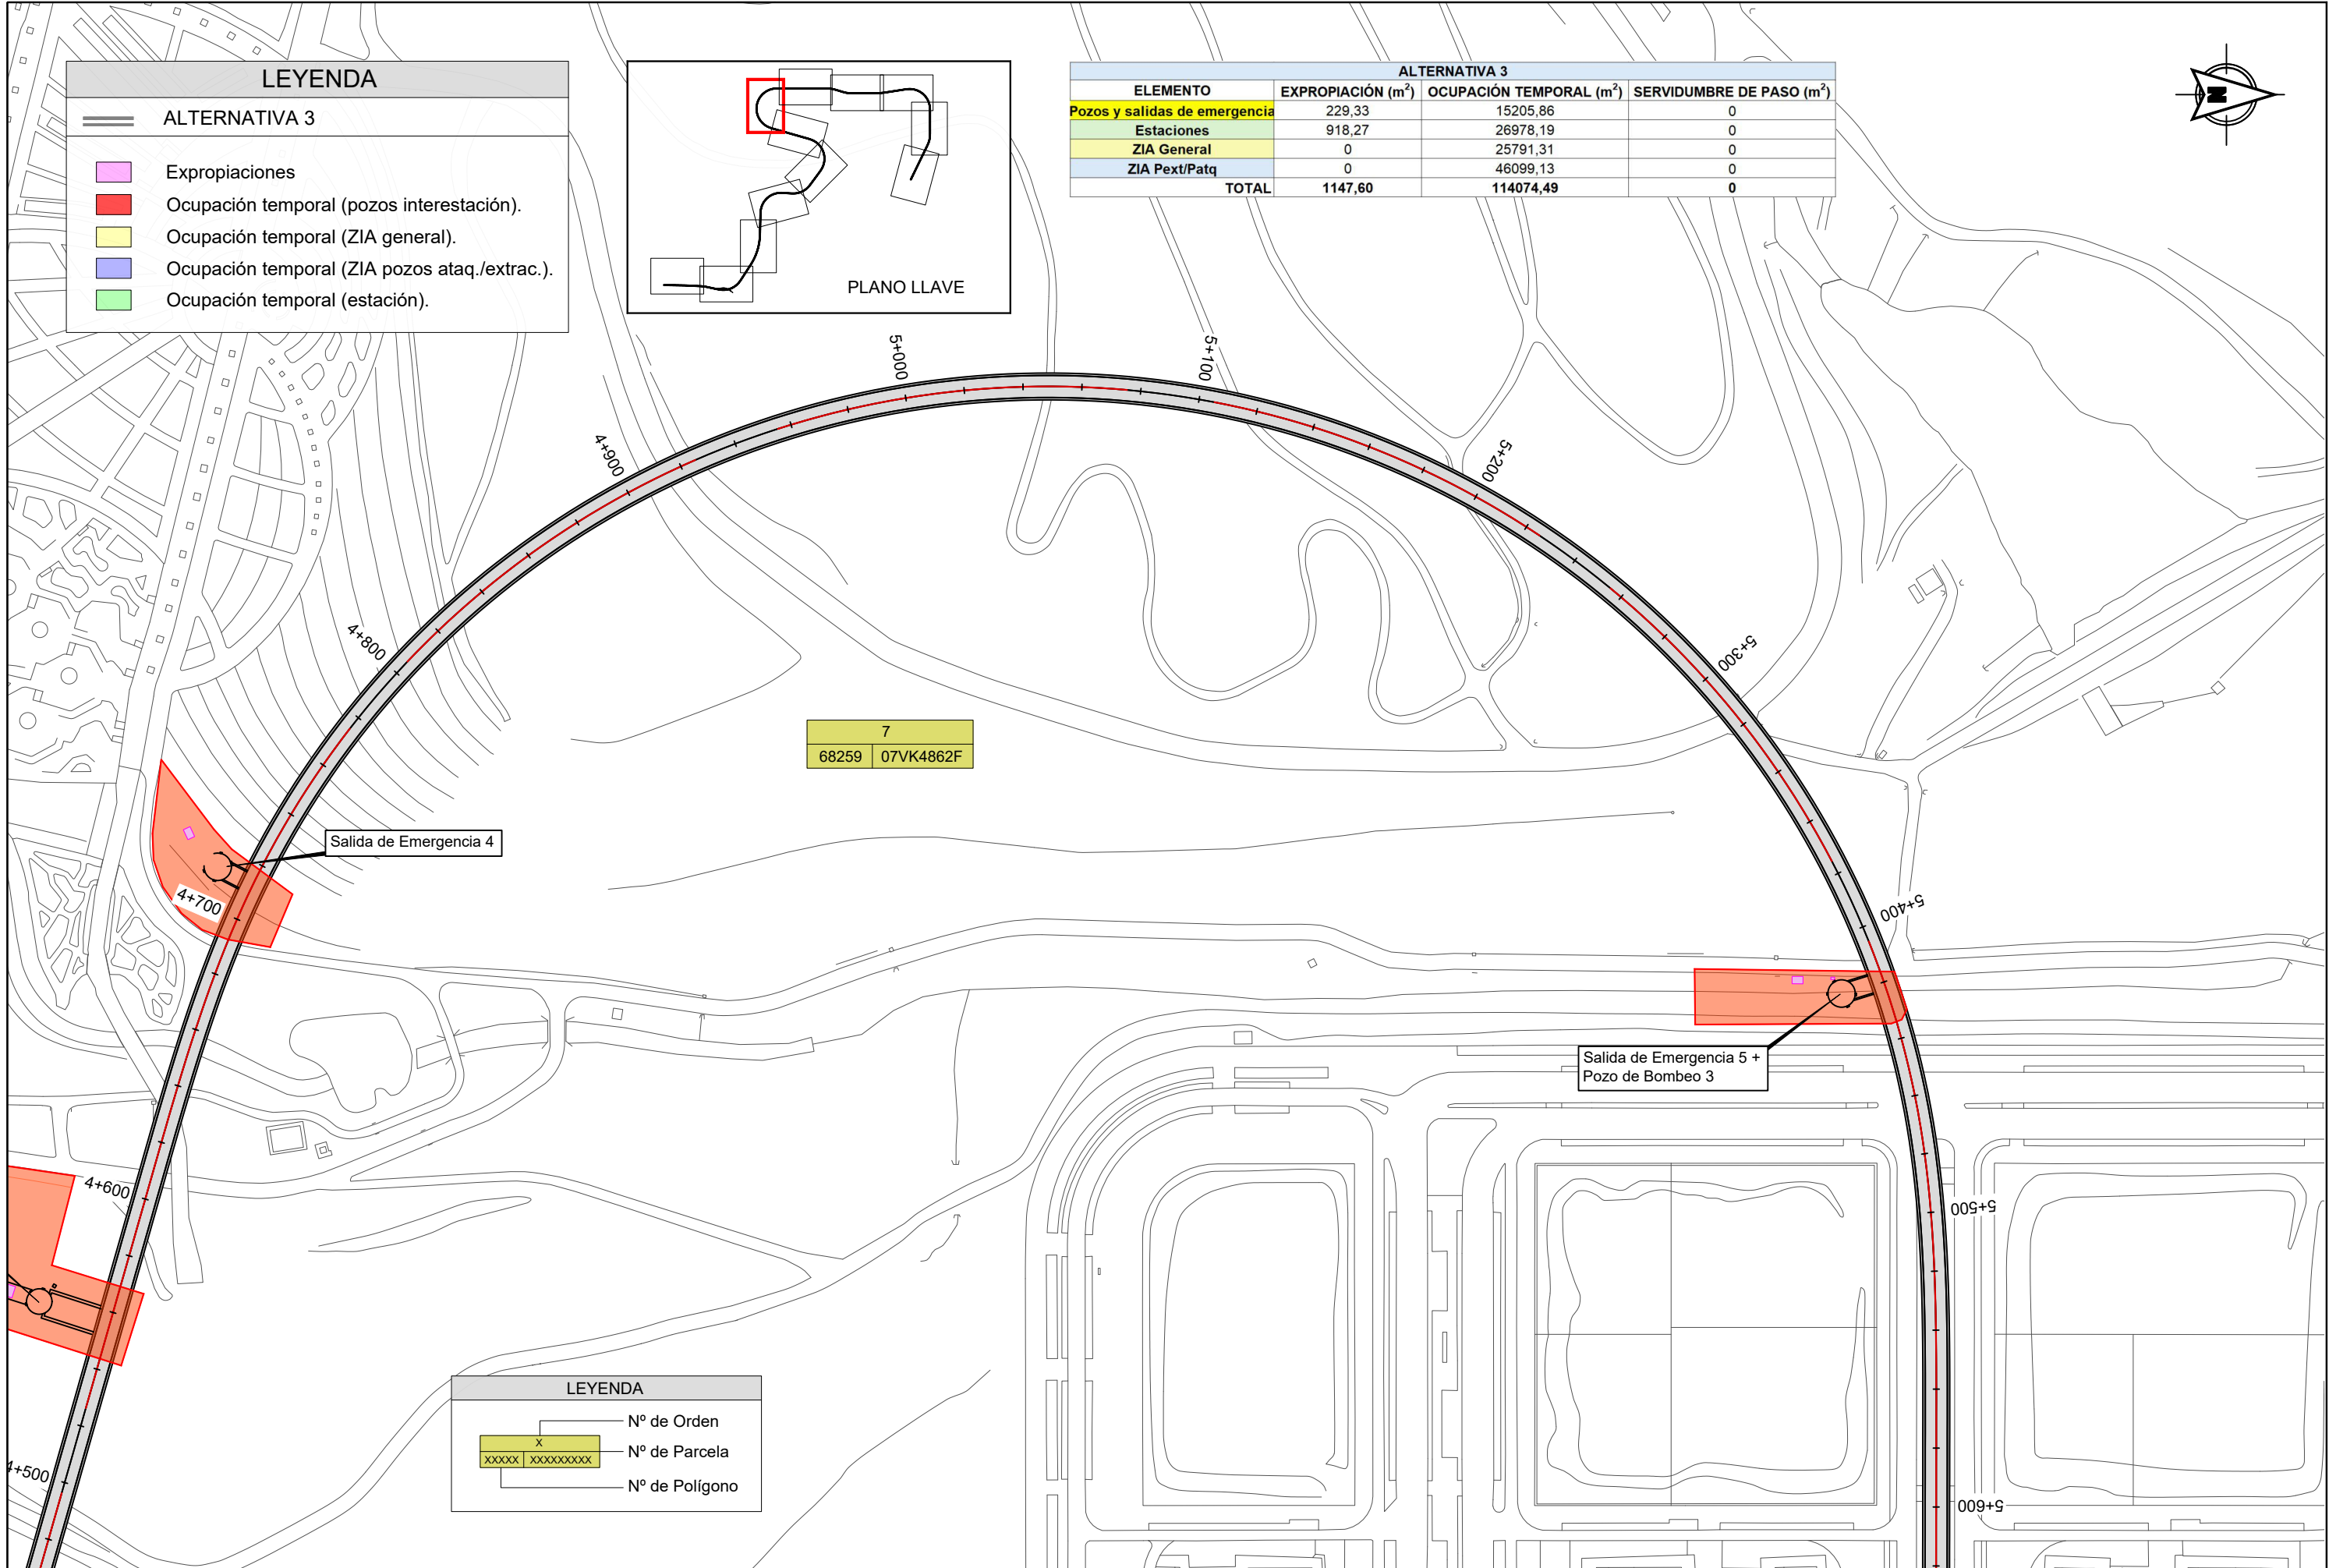 LEYENDA
ALTERNATIVA 3
Expropiaciones
Ocupación temporal (pozos interestación).
Ocupación temporal (ZIA general).
Ocupación temporal (ZIA pozos ataq./extrac.).
Ocupación temporal (estación).
PLANO LLAVE
ALTERNATIVA 3
ELEMENTO EXPROPIACIÓN (m²) OCUPACIÓN TEMPORAL (m²) SERVIDUMBRE DE PASO (m²)
Pozos y salidas de emergencia 229,33 15205,86 0
Estaciones 918,27 26978,19 0
ZIA General 0 25791,31 0
ZIA Pext/Patq 0 46099,13 0
TOTAL 1147,60 114074,49 0
N
5+000
5+100
4+900
5+200
4+800
5+300
7
68259 07VK4862F
Salida de Emergencia 4
4+700
5+400
Salida de Emergencia 5 +
Pozo de Bombeo 3
4+600
5+500
LEYENDA
Nº de Orden
X
Nº de Parcela
XXXXX XXXXXXXXX
Nº de Polígono
4+500
5+600